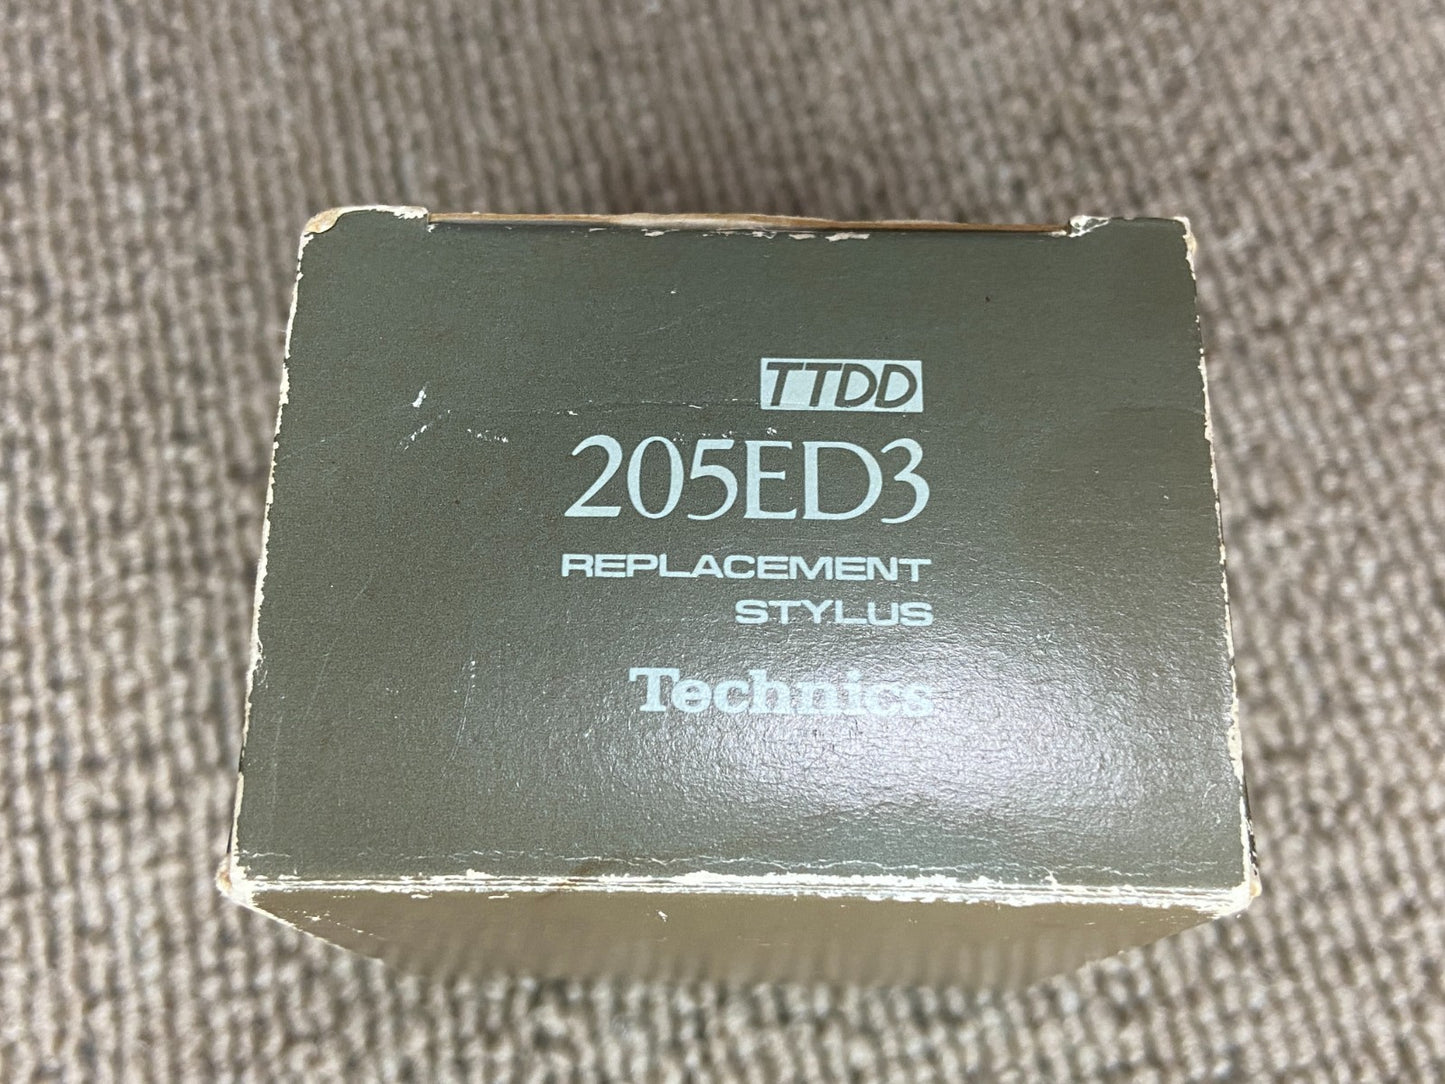 TTDD
205ED3
REPLACEMENT
STYLUS
Technics